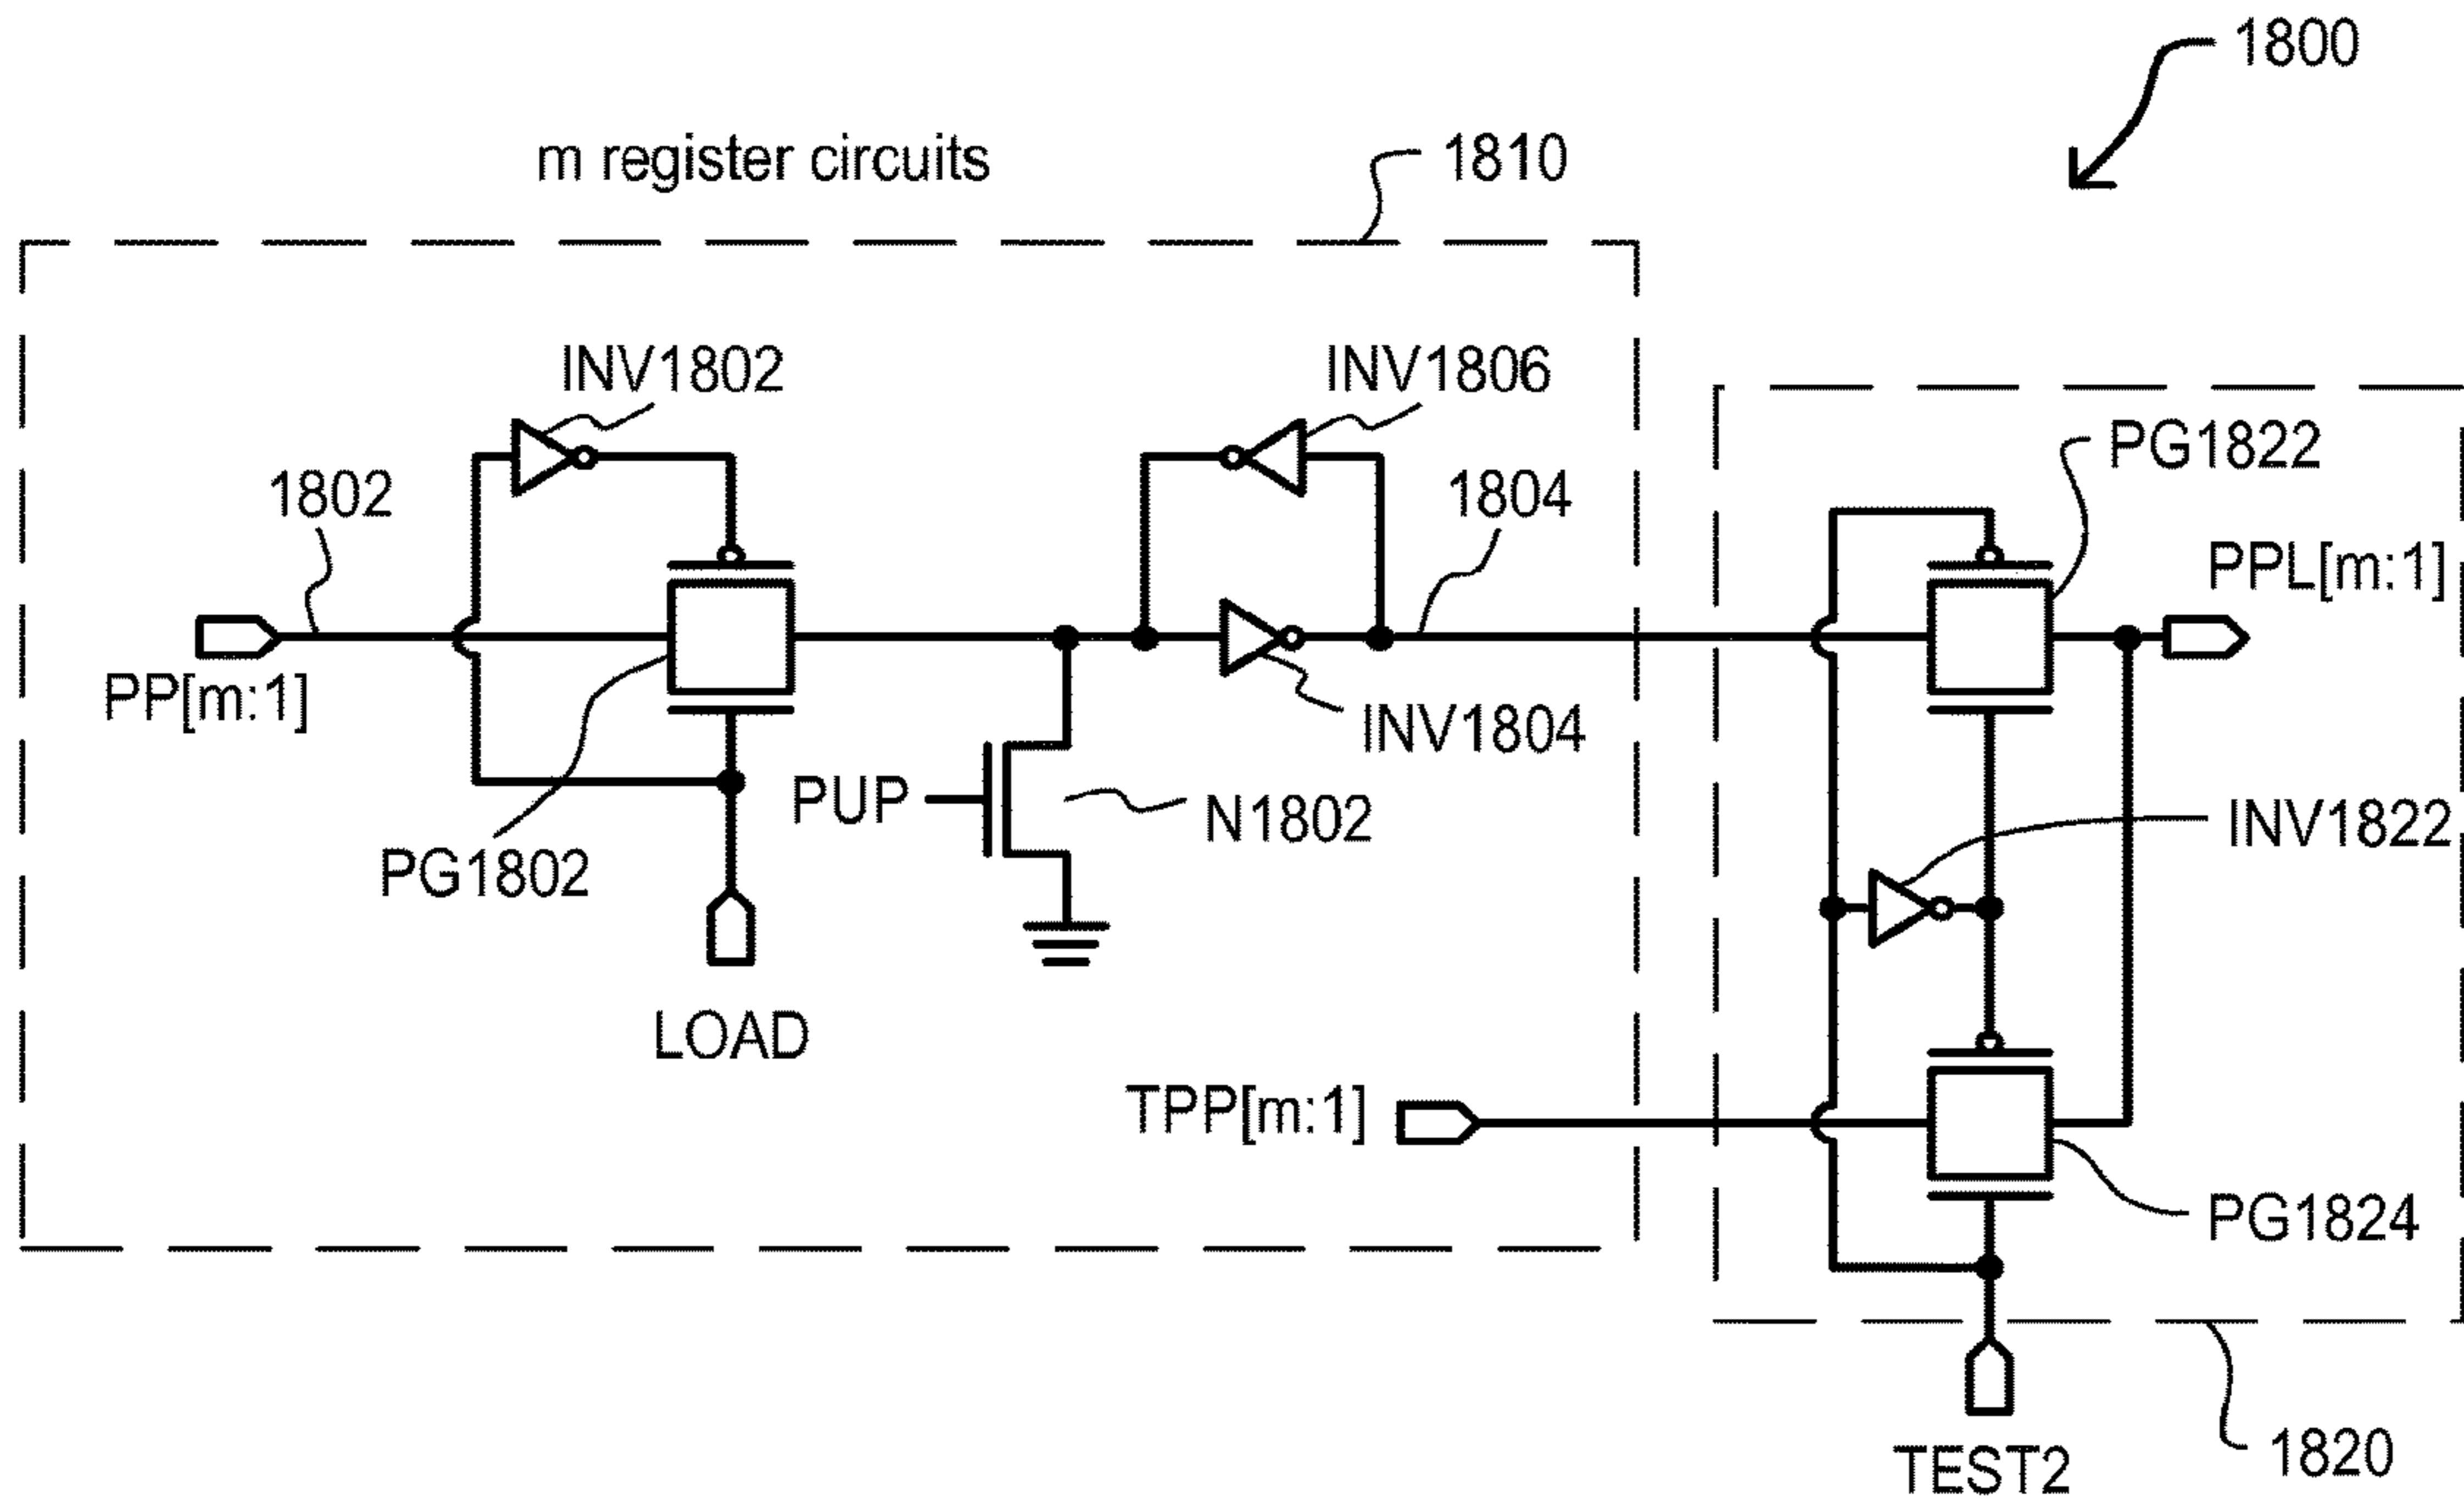 1800
m register circuits
1810
INV1802
INV1806
PG1822
1802
1804
PPL[m:1]
PP[m:1]
INV1804
PUP
N1802
INV1822
PG1802
LOAD
TPP[m:1]
PG1824
TEST2
1820